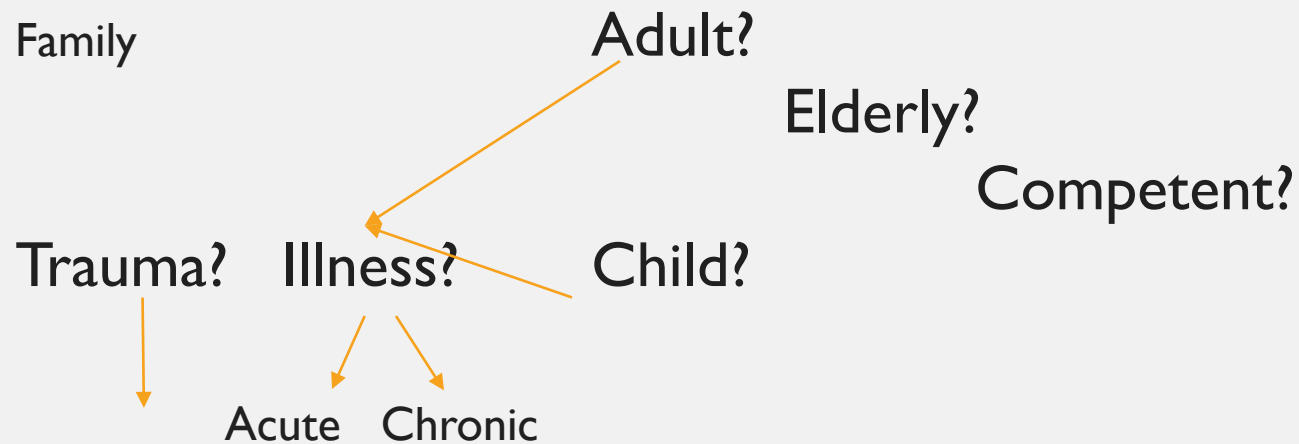 Family Adult?
Elderly?
Competent?
Trauma? Illness? Child?
Acute Chronic